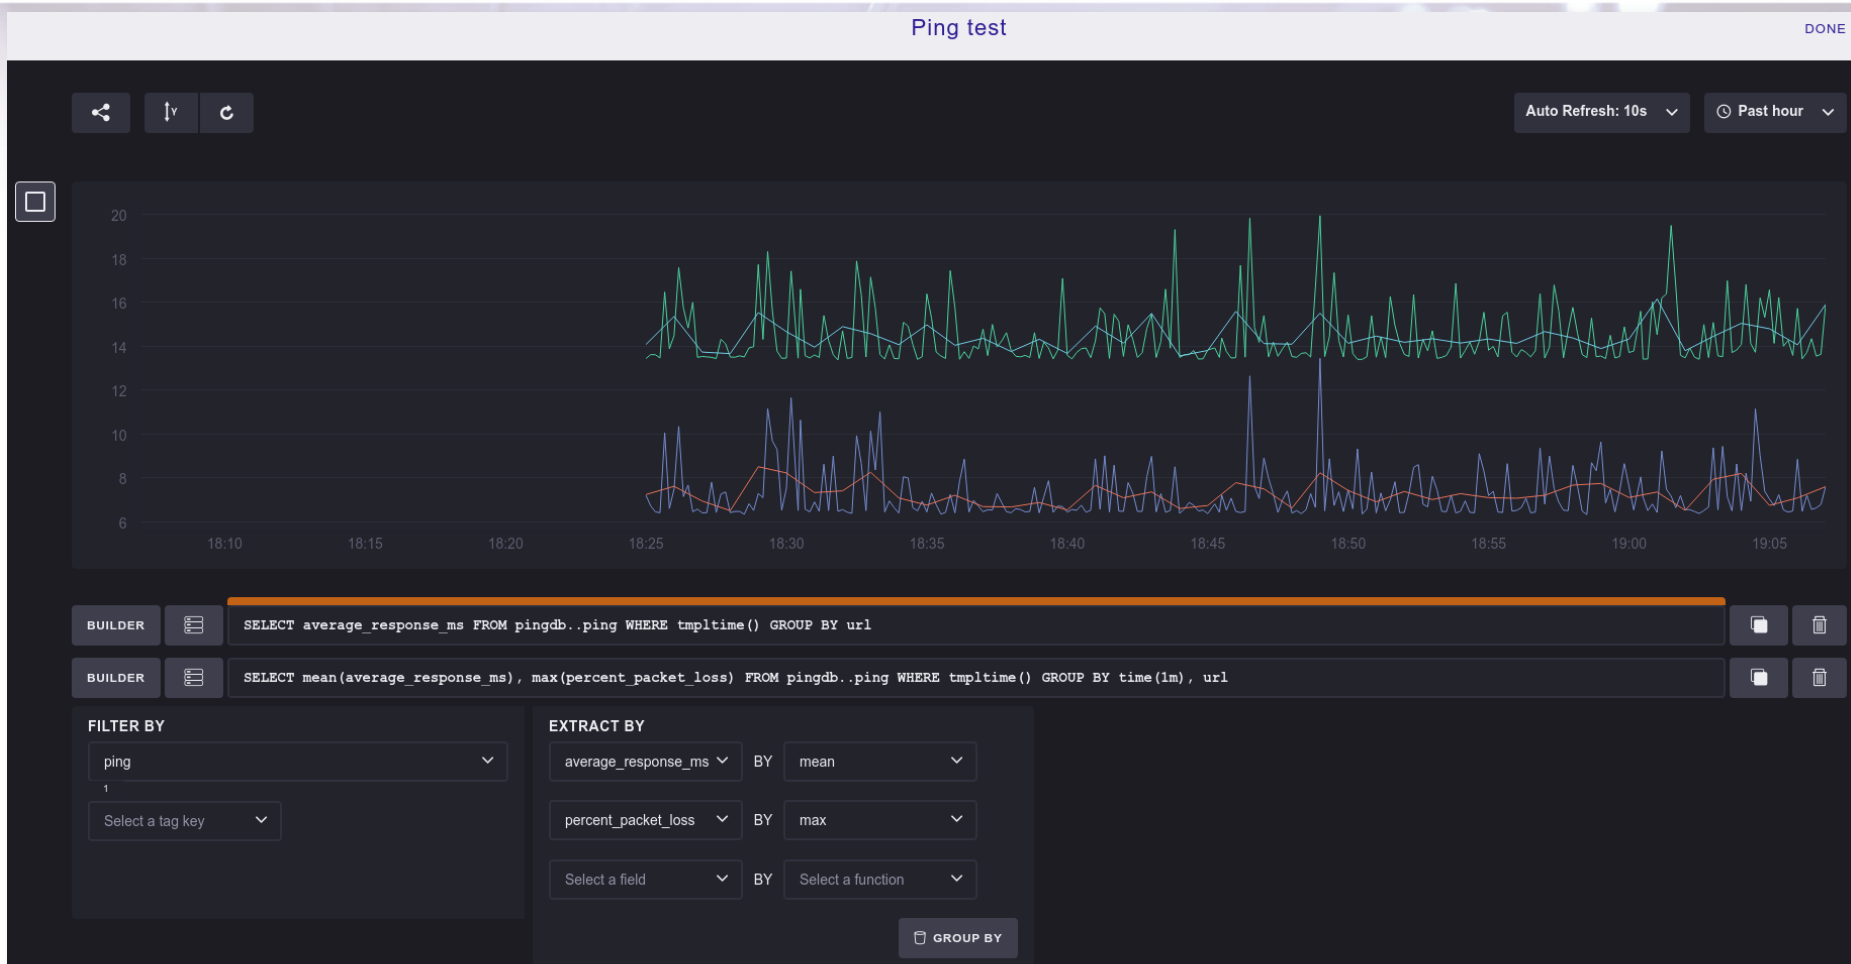 Ping test
DONE
Y
Auto Refresh: 10s
Past hour
20
18
16
14
12
10
8
6
18:10 18:15 18:20 18:25 18:30 18:35 18:40 18:45 18:50 18:55 19:00 19:05
BUILDER
SELECT average_response_ms FROM pingdb..ping WHERE tmpltime() GROUP BY url
BUILDER
SELECT mean(average_response_ms), max(percent_packet_loss) FROM pingdb..ping WHERE tmpltime() GROUP BY time(1m), url
FILTER BY
ping
1
Select a tag key
EXTRACT BY
average_response_ms BY mean
percent_packet_loss BY max
Select a field BY Select a function
GROUP BY